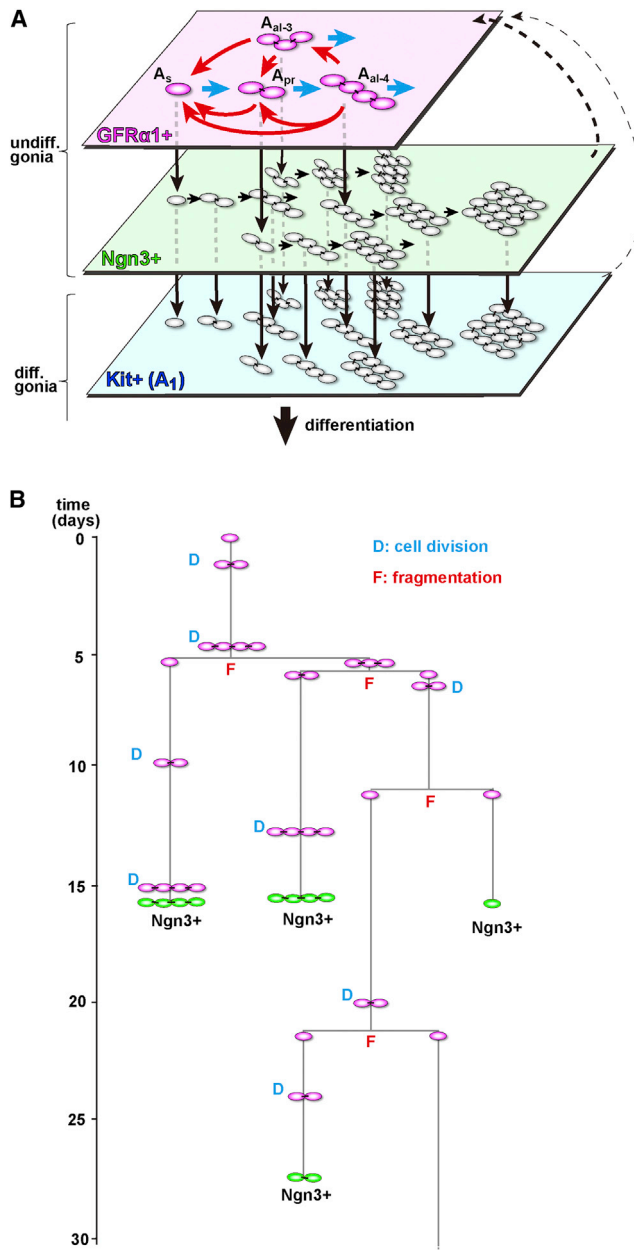 A
A_al-3
A_s
A_pr
A_al-4
GFRα1+
undiff.
gonia
Ngn3+
diff.
gonia
Kit+ (A₁)
differentiation
B
time
(days)
0
D: cell division
D
F: fragmentation
D
5
F
F
D
10
D
F
D
15
D
Ngn3+
Ngn3+
Ngn3+
20
D
F
D
25
Ngn3+
30